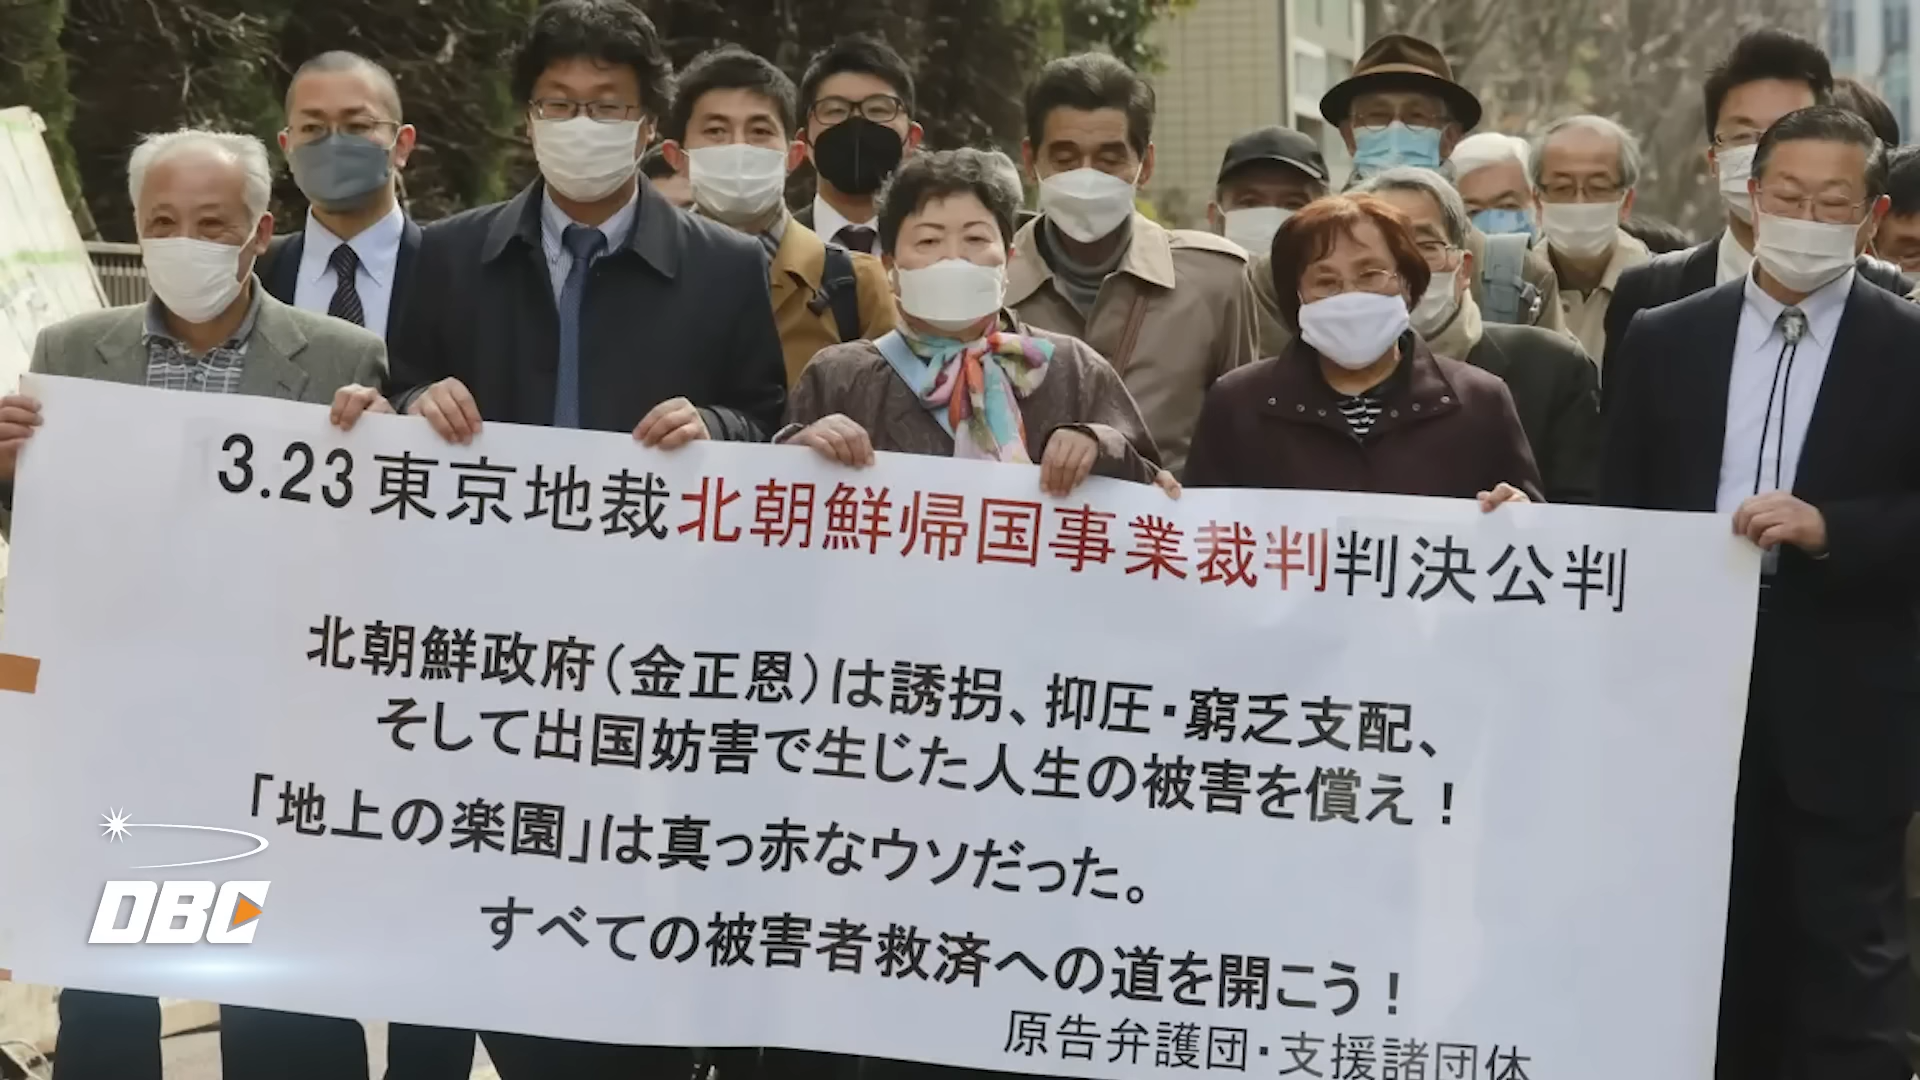 3.23東京地裁北朝鮮帰国事業裁判判決公判
北朝鮮政府(金正恩)は誘拐、抑圧・窮乏支配、
そして出国妨害で生じた人生の被害を償え!
「地上の楽園」は真っ赤なウソだった。
すべての被害者救済への道を開こう!
原告弁護団・支援諸団体
DBC